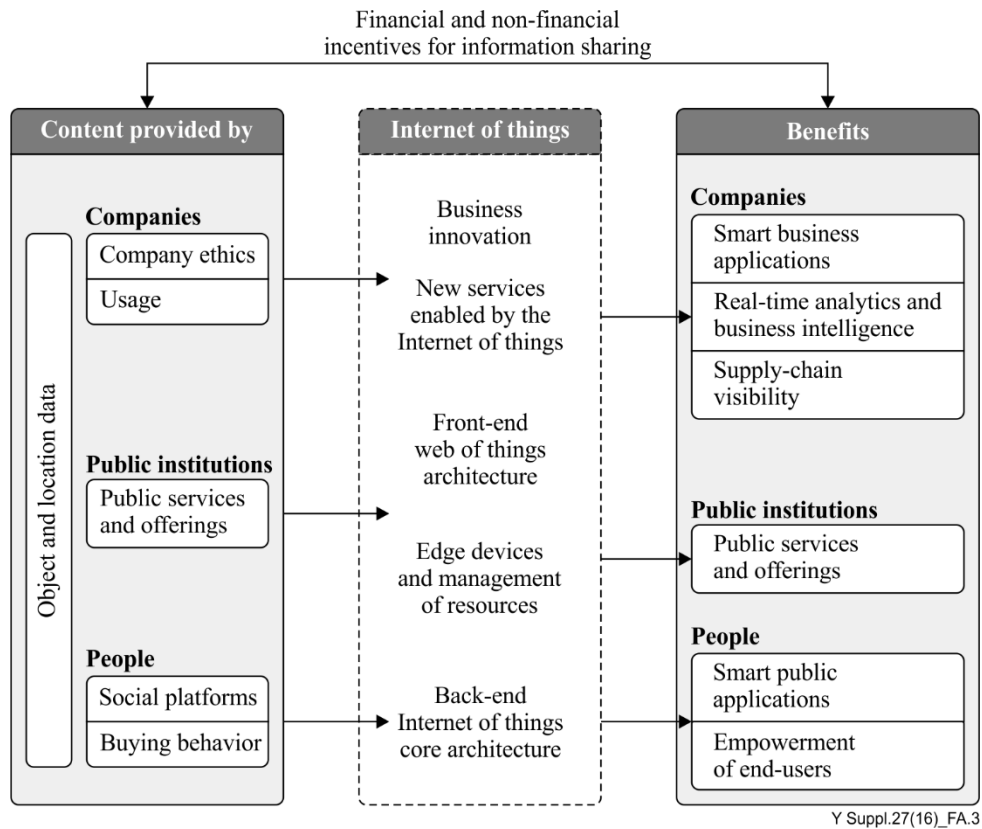 Financial and non-financial
incentives for information sharing
Content provided by
Companies
Company ethics
Usage
Object and location data
Public institutions
Public services
and offerings
People
Social platforms
Buying behavior
Internet of things
Business
innovation
New services
enabled by the
Internet of things
Front-end
web of things
architecture
Edge devices
and management
of resources
Back-end
Internet of things
core architecture
Benefits
Companies
Smart business
applications
Real-time analytics and
business intelligence
Supply-chain
visibility
Public institutions
Public services
and offerings
People
Smart public
applications
Empowerment
of end-users
Y Suppl.27(16)_FA.3